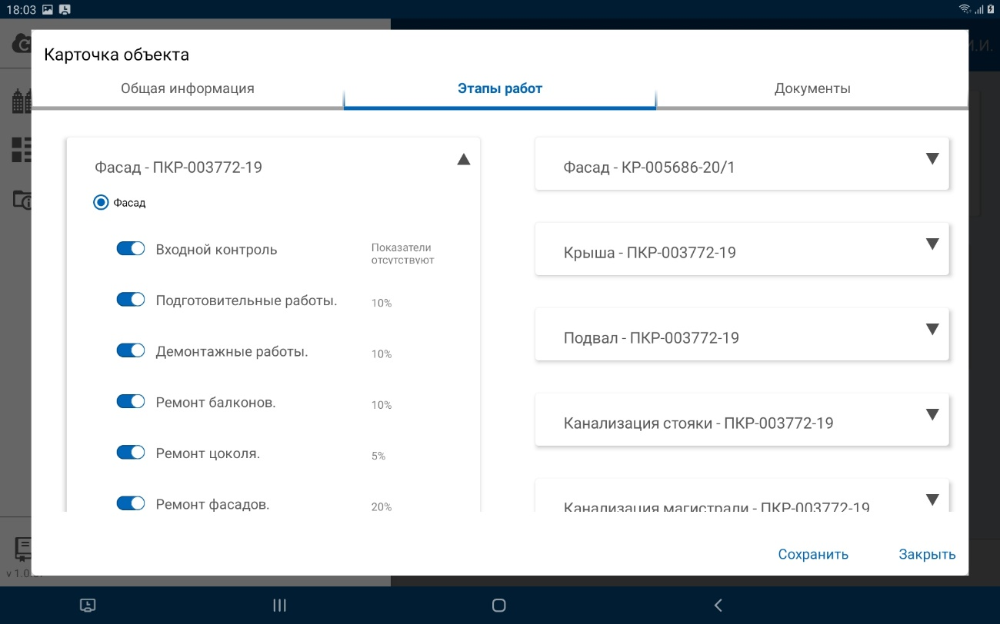 18:03
Карточка объекта
Общая информация
Этапы работ
Документы
Фасад - ПКР-003772-19
Фасад
Входной контроль
Показатели
отсутствуют
Подготовительные работы.
10%
Демонтажные работы.
10%
Ремонт балконов.
10%
Ремонт цоколя.
5%
Ремонт фасадов.
20%
Фасад - КР-005686-20/1
Крыша - ПКР-003772-19
Подвал - ПКР-003772-19
Канализация стояки - ПКР-003772-19
Канализация магистрали - ПКР-003772-19
Сохранить
Закрыть
И.И.
v 1.0.